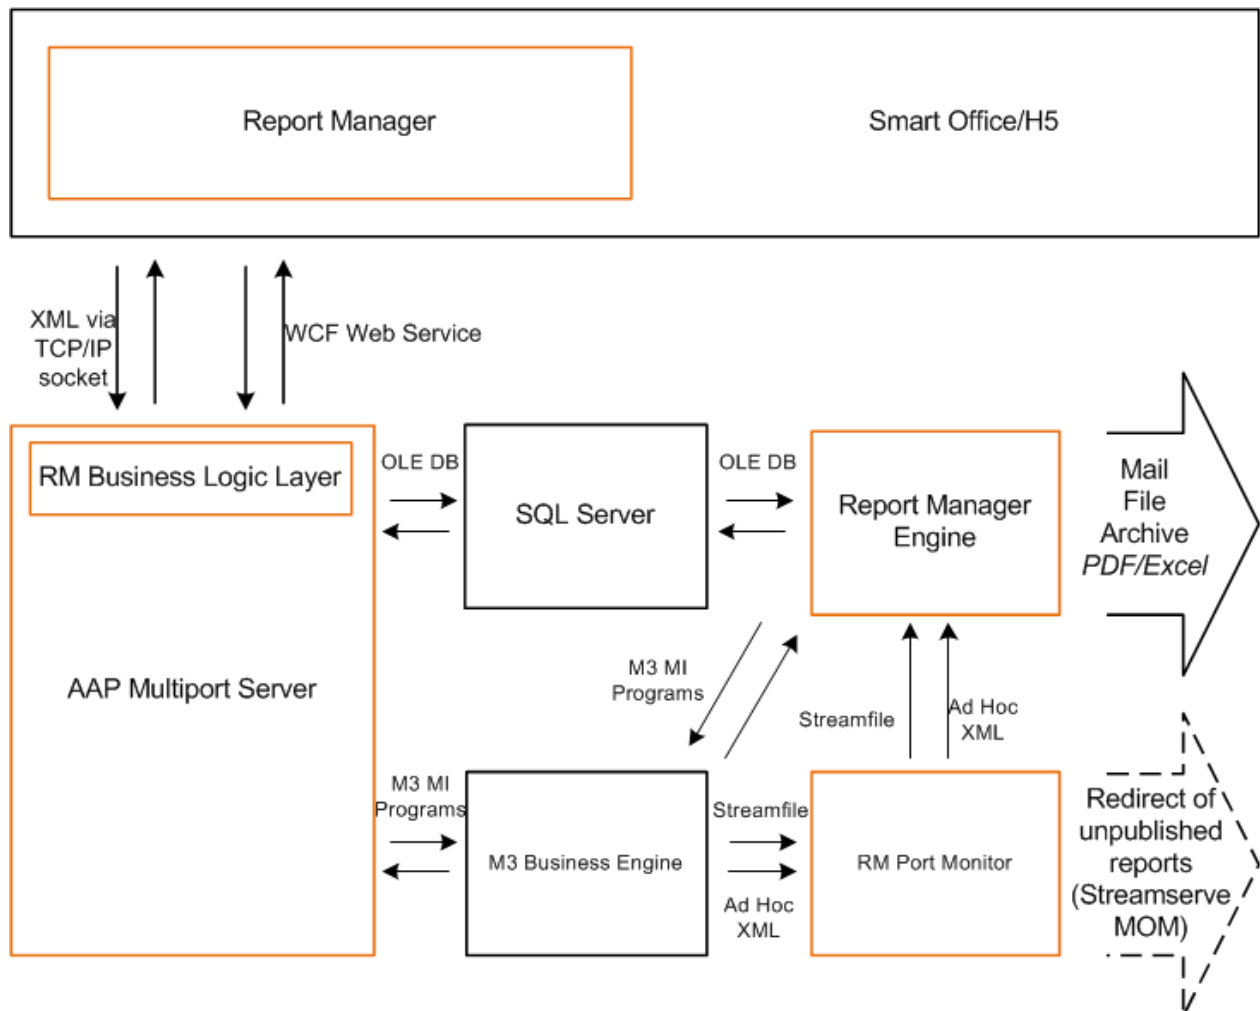 Report Manager
Smart Office/H5
XML via
TCP/IP
socket
WCF Web Service
RM Business Logic Layer
AAP Multiport Server
OLE DB
SQL Server
OLE DB
Report Manager
Engine
Mail
File
Archive
PDF/Excel
M3 MI
Programs
Streamfile
Ad Hoc
XML
M3 MI
Programs
M3 Business Engine
Streamfile
Ad Hoc
XML
RM Port Monitor
Redirect of
unpublished
reports
(Streamserve
MOM)